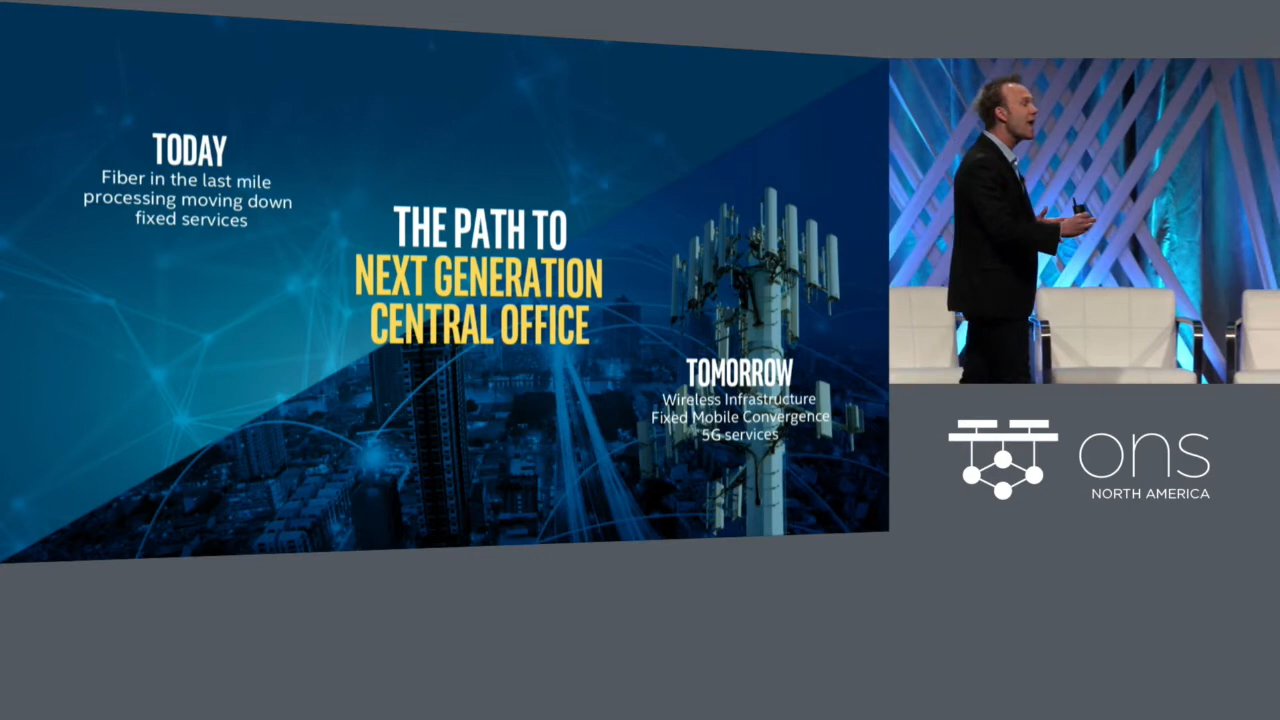 TODAY
Fiber in the last mile
processing moving down
fixed services
THE PATH TO
NEXT GENERATION
CENTRAL OFFICE
TOMORROW
Wireless Infrastructure
Fixed Mobile Convergence
5G services
ons
NORTH AMERICA